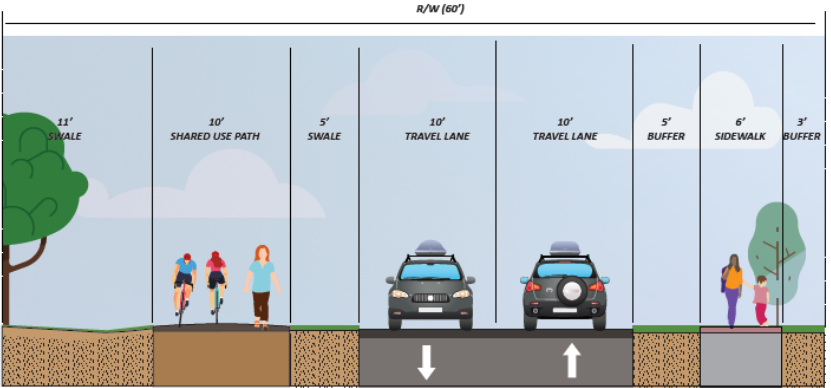 R/W (60')
11'
SWALE
10'
SHARED USE PATH
5'
SWALE
10'
TRAVEL LANE
10'
TRAVEL LANE
5'
BUFFER
6'
SIDEWALK
3'
BUFFER